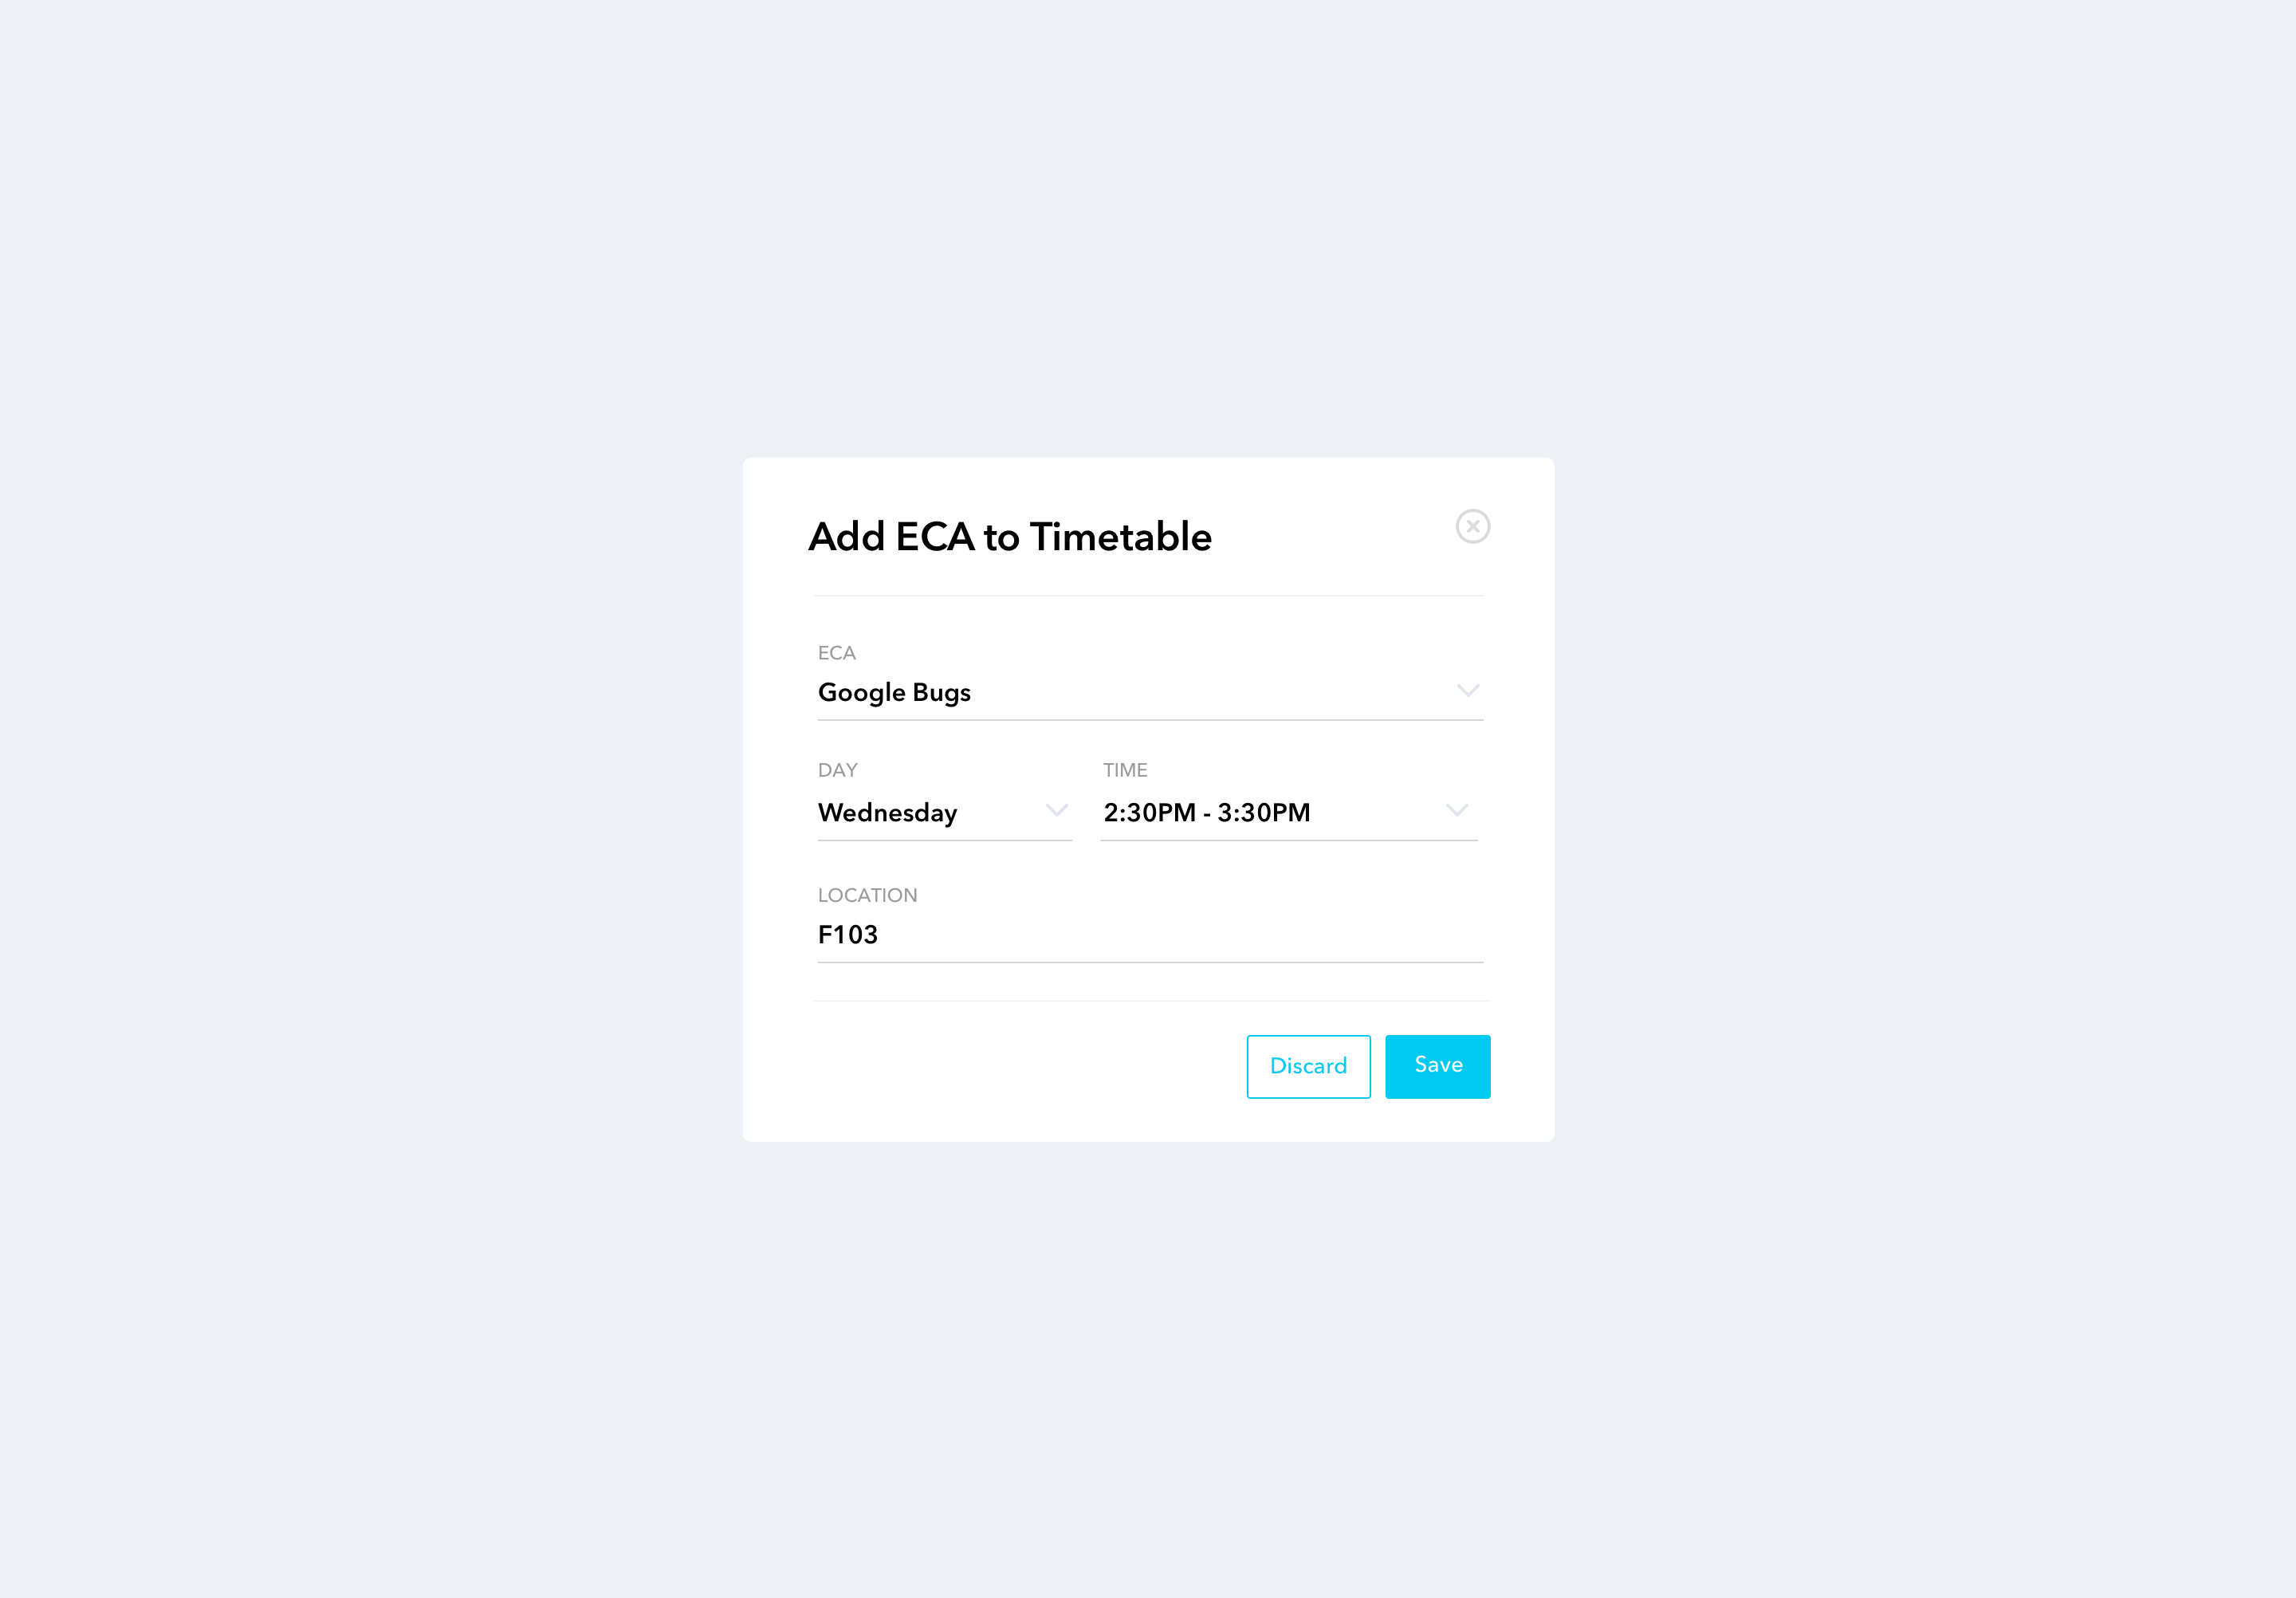 Add ECA to Timetable
ECA
Google Bugs
DAY
TIME
Wednesday
2:30PM - 3:30PM
LOCATION
F103
Discard
Save